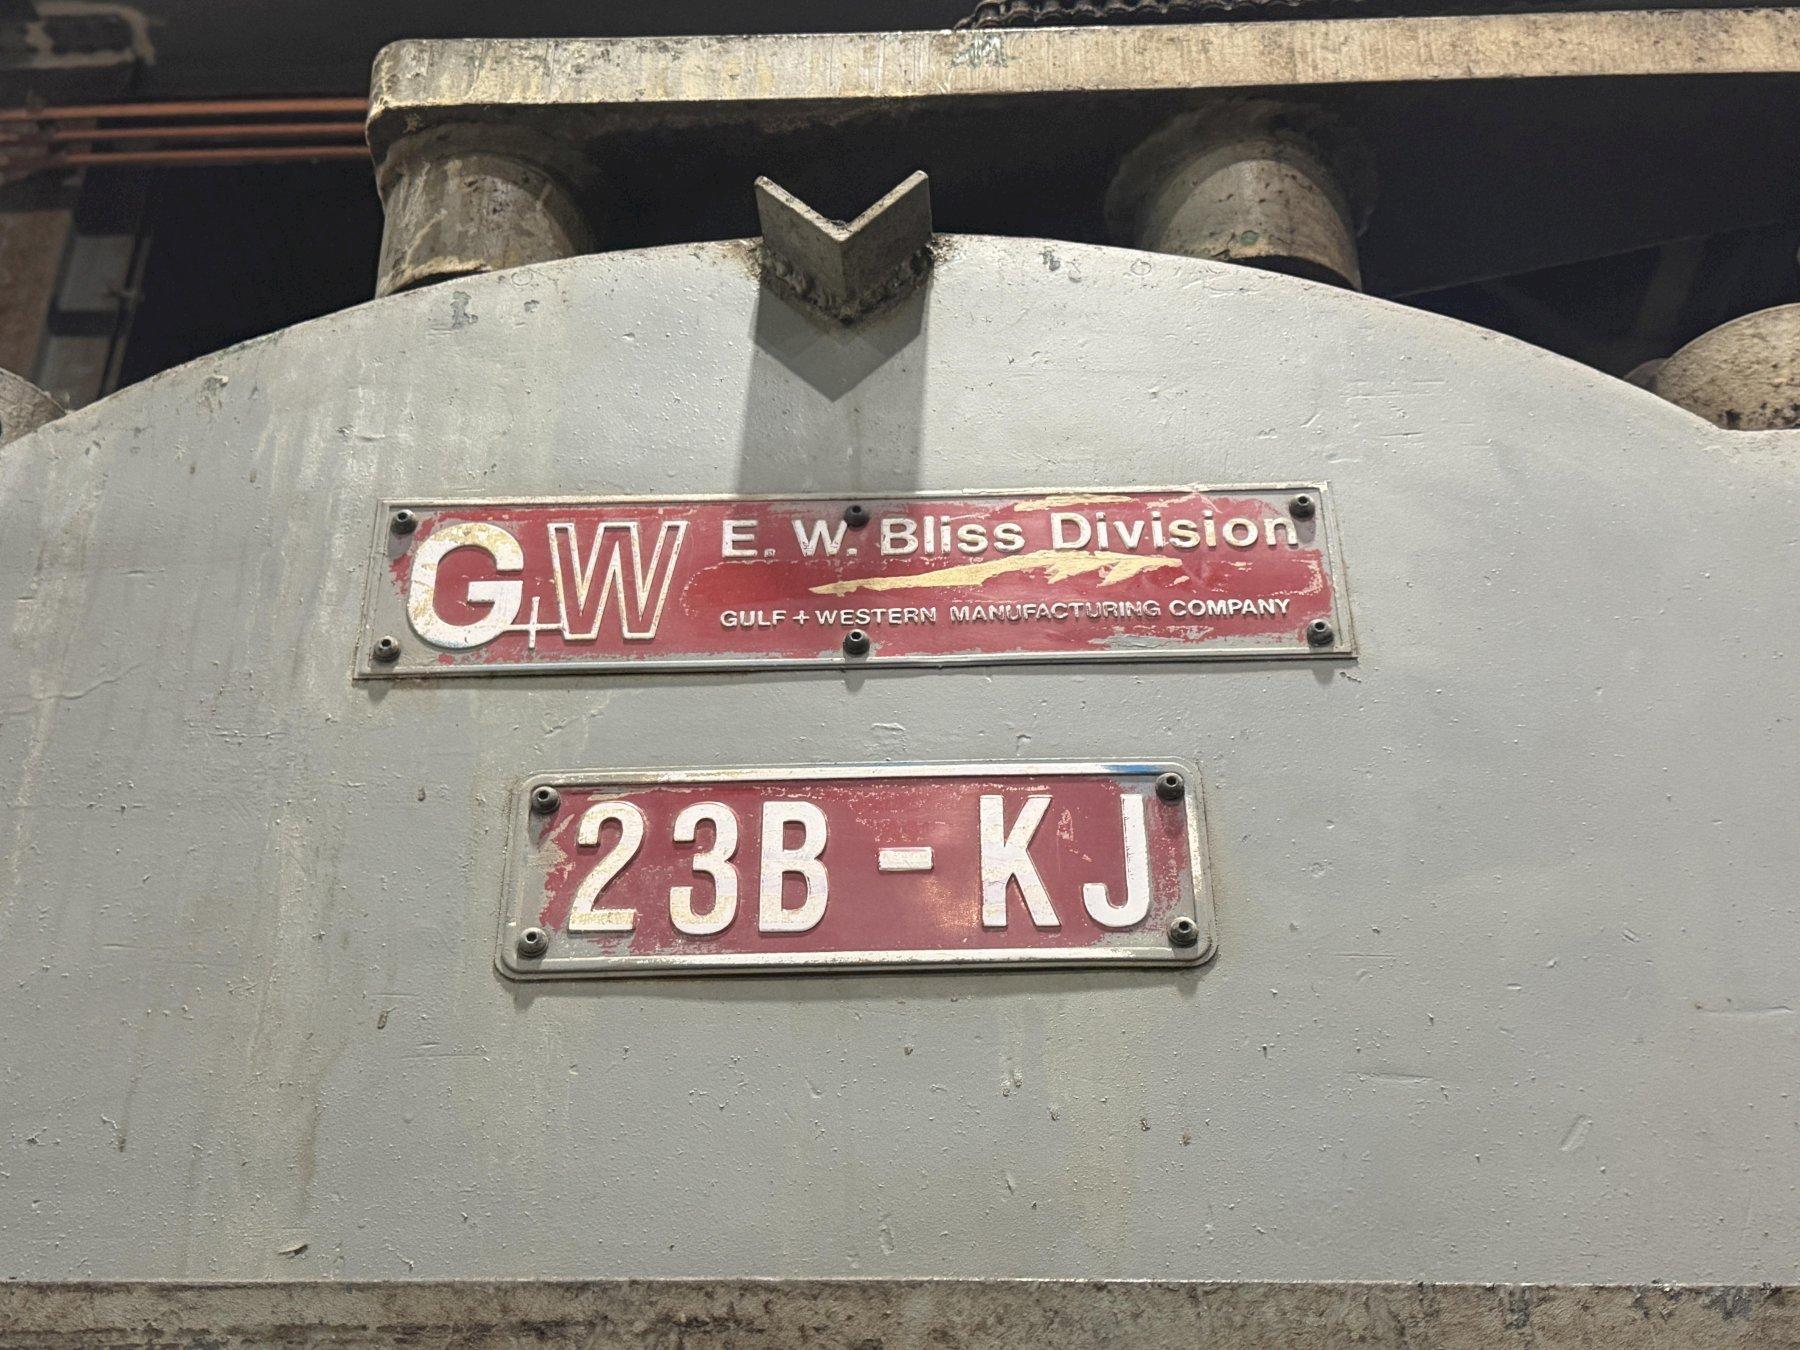 G+W E. W. Bliss Division
GULF + WESTERN MANUFACTURING COMPANY
23B - KJ